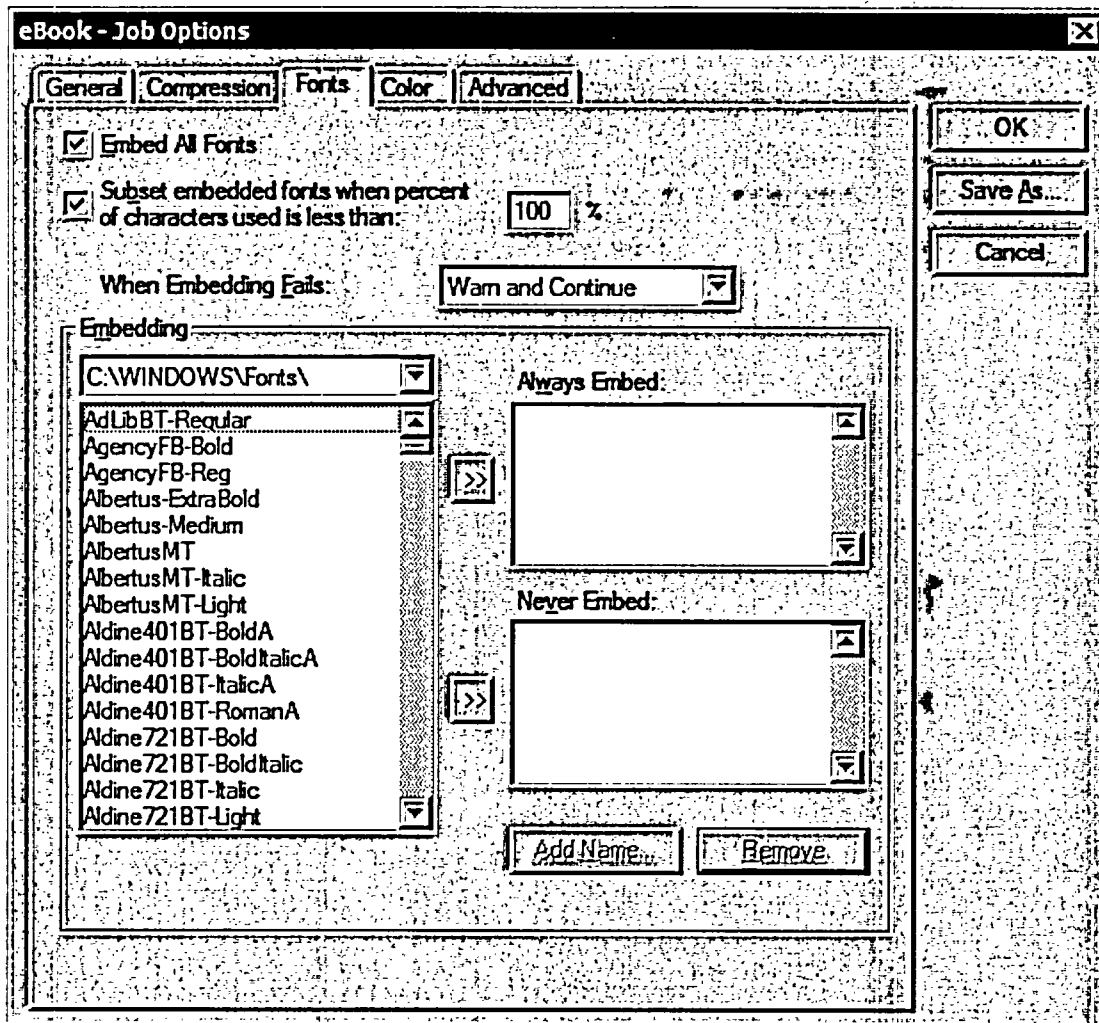 eBook - Job Options
General Compression Fonts Color Advanced
OK
Save As...
Cancel
Embed All Fonts
Subset embedded fonts when percent
of characters used is less than:
100 %
When Embedding Fails: Warn and Continue
Embedding
C:\WINDOWS\Fonts\
AdLibBT-Regular
AgencyFB-Bold
AgencyFB-Reg
Albertus-ExtraBold
Albertus-Medium
AlbertusMT
AlbertusMT-Italic
AlbertusMT-Light
Aldine401BT-BoldA
Aldine401BT-BoldItalicA
Aldine401BT-ItalicA
Aldine401BT-RomanA
Aldine721BT-Bold
Aldine721BT-BoldItalic
Aldine721BT-Italic
Aldine721BT-Light
>>
>>
Always Embed:
Never Embed:
Add Name... Remove